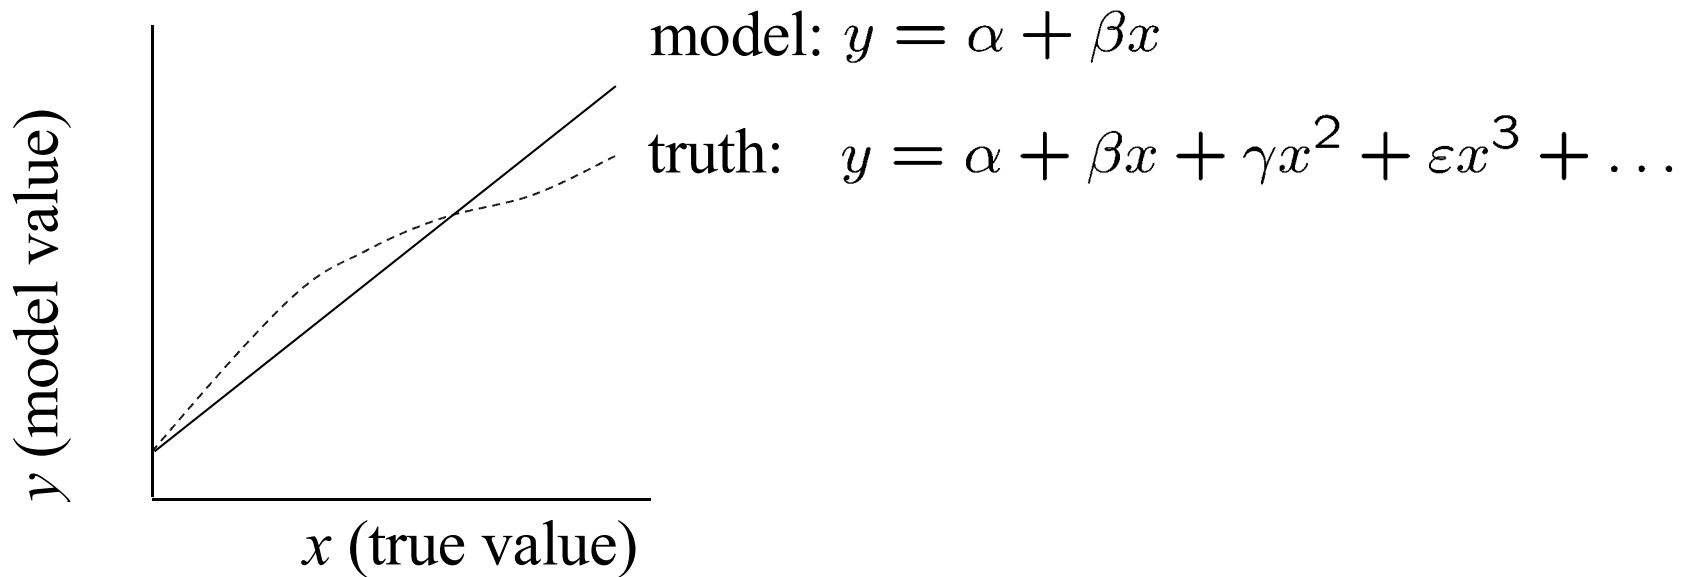 model: y = α + βx
truth: y = α + βx + γx² + εx³ + ...
y (model value)
x (true value)